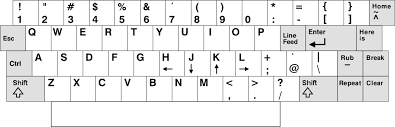 ! " # $ % & ´ ( ) * = { } Home ~
1 2 3 4 5 6 7 8 9 0 : - [ ] ^
Esc Q W E R T Y U I O P Line Feed Enter Here is
Ctrl A S D F G H J K L + ; ` @ | \ Rub – Break
← ↓ ↑ →
Shift Z X C V B N M < , > . ? / Shift Repeat Clear